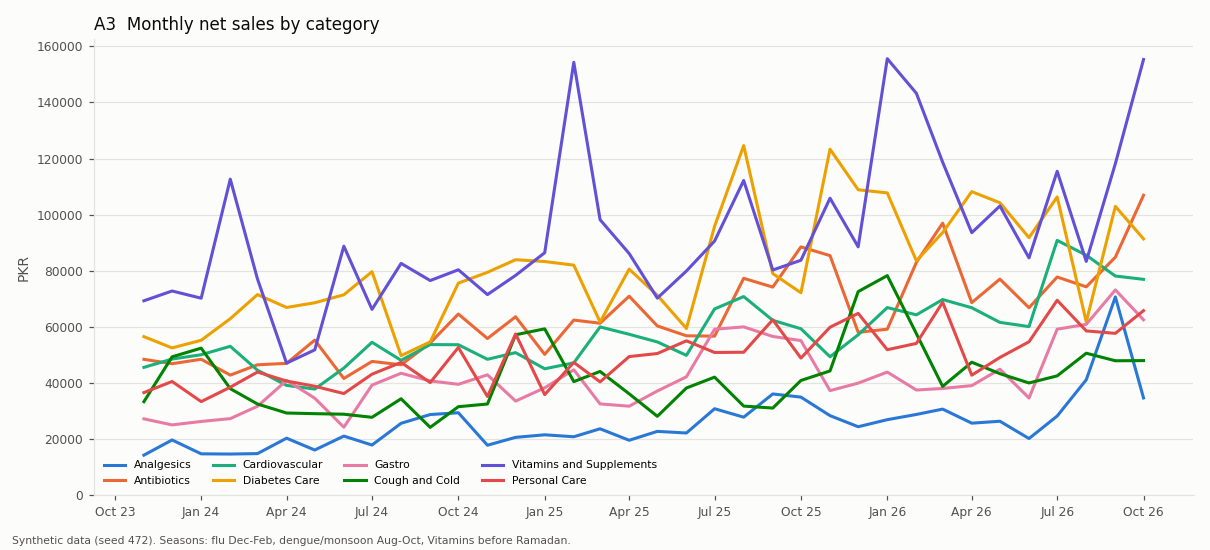 A3  Monthly net sales by category
160000
140000
120000
100000
80000
60000
40000
20000
0
PKR
Analgesics
Antibiotics
Cardiovascular
Diabetes Care
Gastro
Cough and Cold
Vitamins and Supplements
Personal Care
Oct 23 Jan 24 Apr 24 Jul 24 Oct 24 Jan 25 Apr 25 Jul 25 Oct 25 Jan 26 Apr 26 Jul 26 Oct 26
Synthetic data (seed 472). Seasons: flu Dec-Feb, dengue/monsoon Aug-Oct, Vitamins before Ramadan.